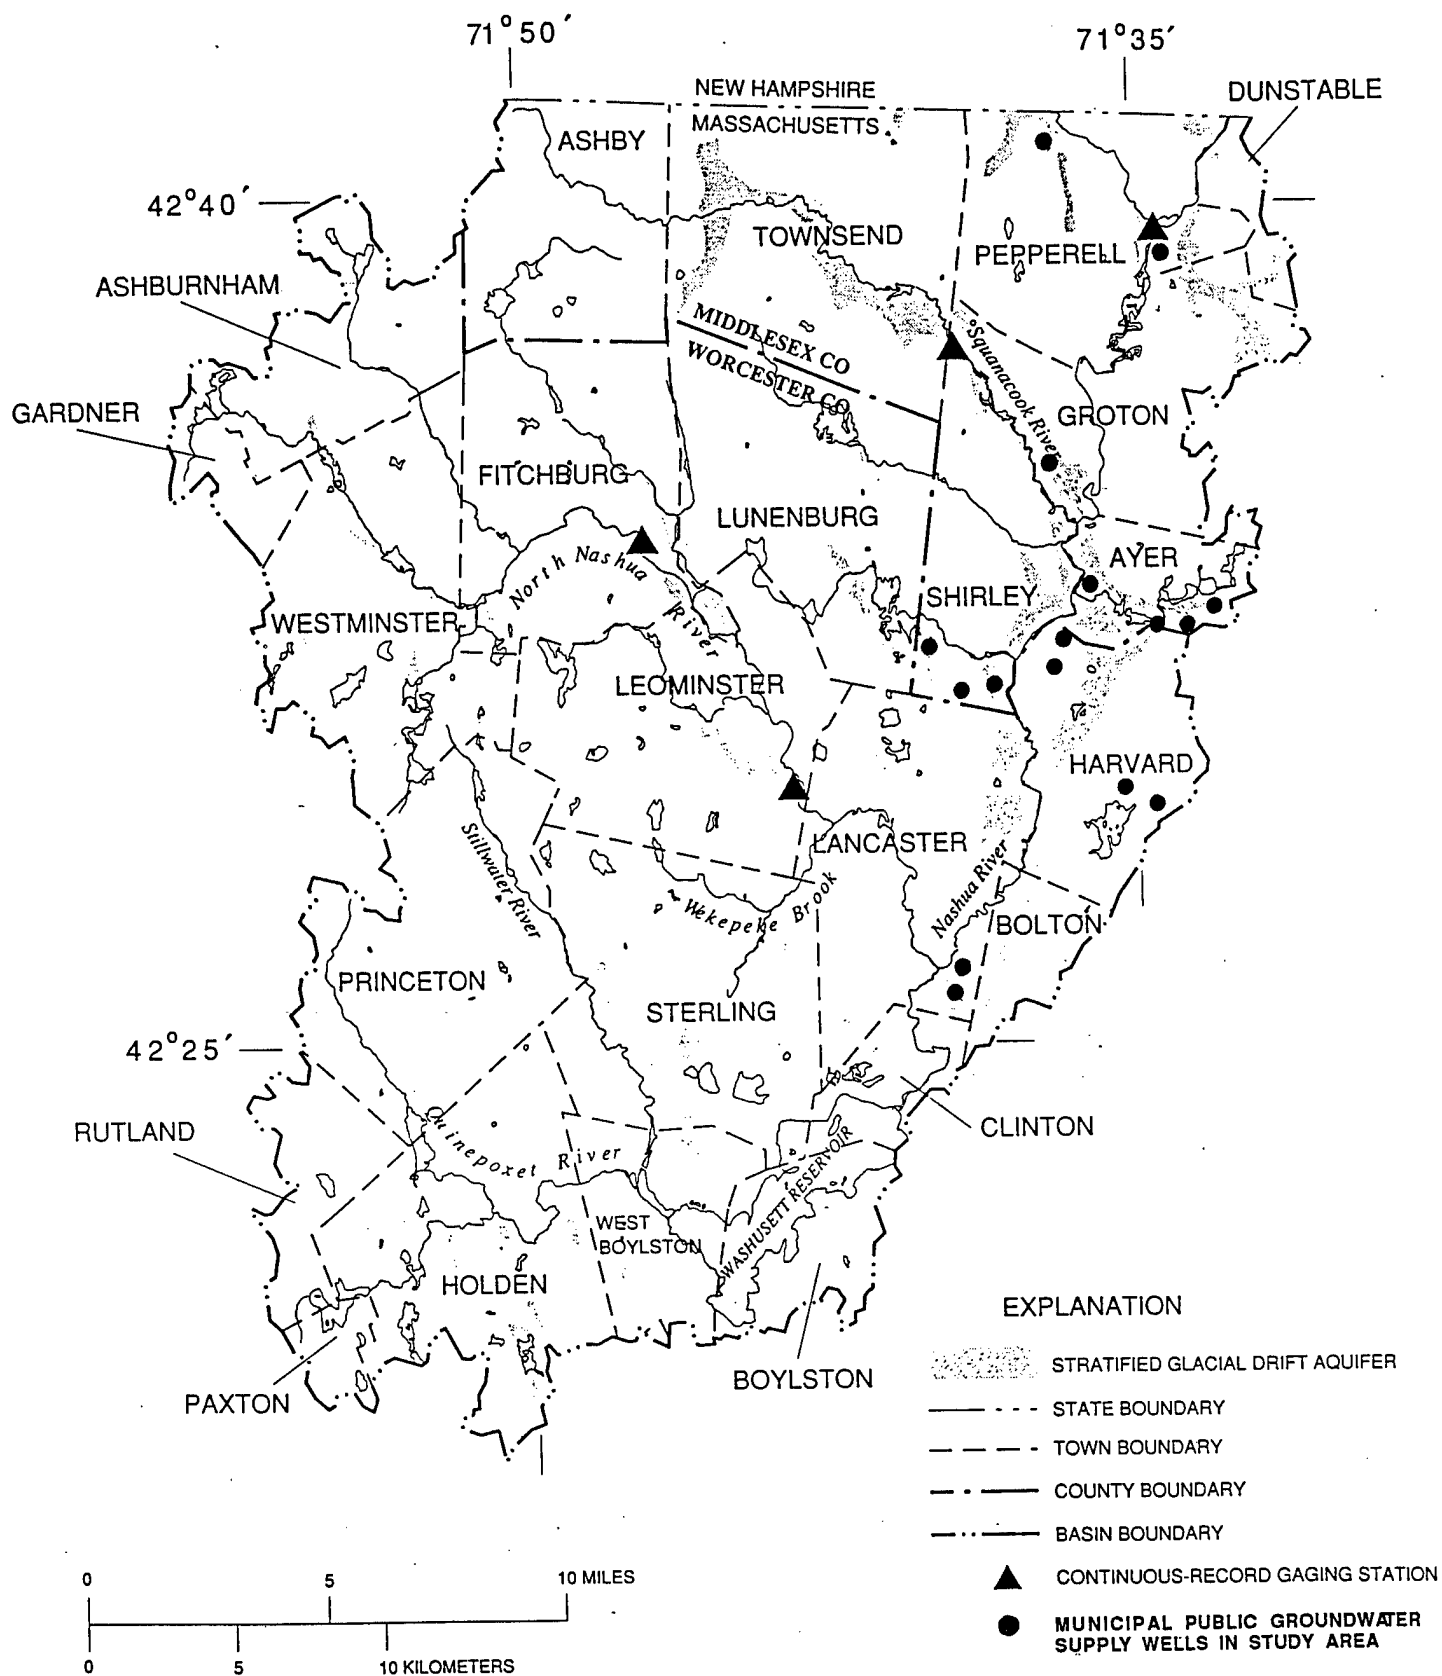 71°50′
71°35′
NEW HAMPSHIRE
MASSACHUSETTS
DUNSTABLE
ASHBY
42°40′
TOWNSEND
PEPPERELL
ASHBURNHAM
MIDDLESEX CO
WORCESTER CO
Squanacook River
GARDNER
GROTON
FITCHBURG
LUNENBURG
AYER
North Nashua
River
SHIRLEY
WESTMINSTER
LEOMINSTER
HARVARD
Stillwater River
LANCASTER
Nashua River
Wekepeke Brook
BOLTON
PRINCETON
STERLING
42°25′
CLINTON
RUTLAND
Quinepoxet River
WASHUSETT RESERVOIR
WEST
BOYLSTON
HOLDEN
BOYLSTON
PAXTON
EXPLANATION
STRATIFIED GLACIAL DRIFT AQUIFER
STATE BOUNDARY
TOWN BOUNDARY
COUNTY BOUNDARY
BASIN BOUNDARY
CONTINUOUS-RECORD GAGING STATION
MUNICIPAL PUBLIC GROUNDWATER
SUPPLY WELLS IN STUDY AREA
0 5 10 MILES
0 5 10 KILOMETERS